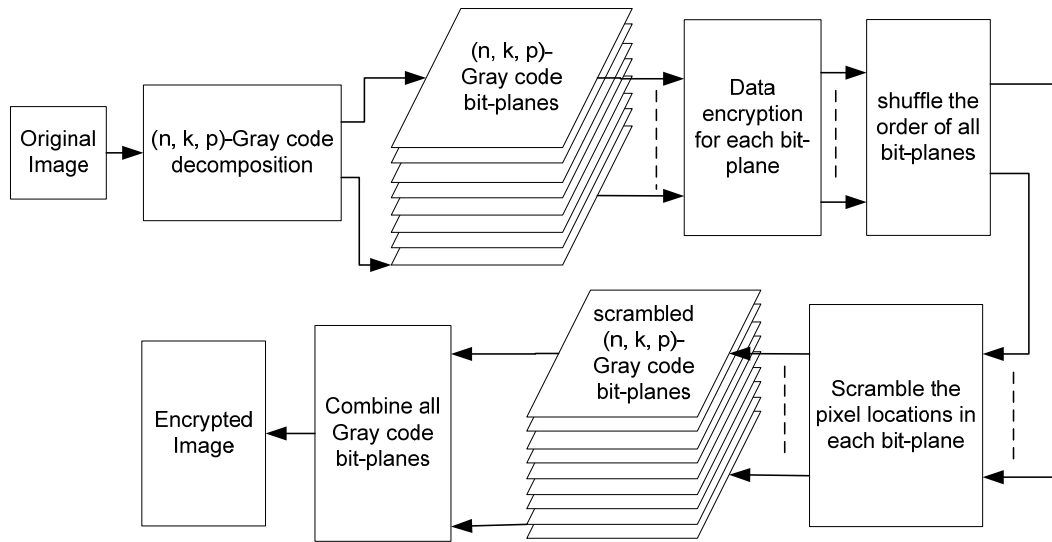 Original
Image
(n, k, p)-Gray code
decomposition
(n, k, p)-
Gray code
bit-planes
Data
encryption
for each bit-
plane
shuffle the
order of all
bit-planes
Scramble the
pixel locations in
each bit-plane
scrambled
(n, k, p)-
Gray code
bit-planes
Combine all
Gray code
bit-planes
Encrypted
Image